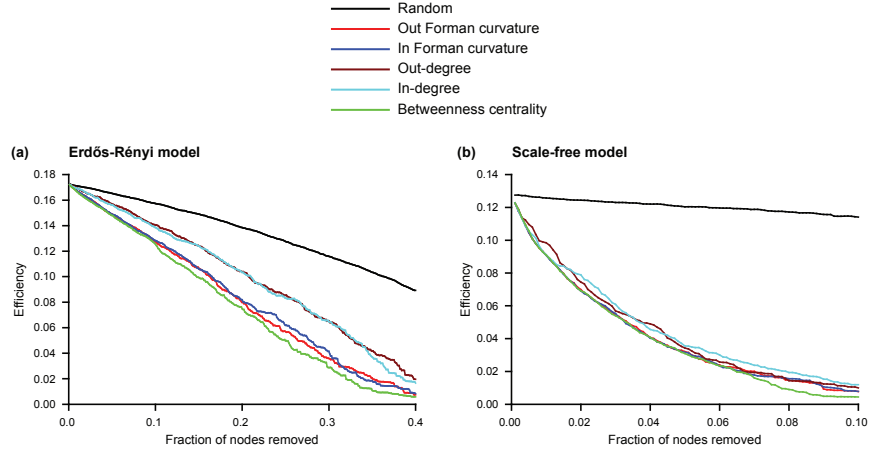 Random
Out Forman curvature
In Forman curvature
Out-degree
In-degree
Betweenness centrality
(a) Erdős-Rényi model
0.18
0.16
0.14
0.12
0.10
0.08
0.06
0.04
0.02
0.00
Efficiency
0.0 0.1 0.2 0.3 0.4
Fraction of nodes removed
(b) Scale-free model
0.14
0.12
0.10
0.08
0.06
0.04
0.02
0.00
Efficiency
0.00 0.02 0.04 0.06 0.08 0.10
Fraction of nodes removed